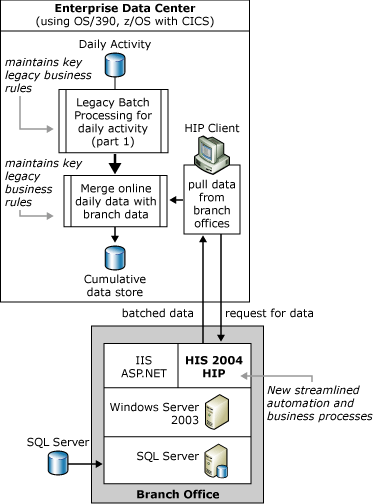 Enterprise Data Center
(using OS/390, z/OS with CICS)
Daily Activity
maintains key
legacy business
rules
Legacy Batch
Processing for
daily activity
(part 1)
HIP Client
maintains key
legacy
business
rules
Merge online
daily data with
branch data
pull data
from
branch
offices
Cumulative
data store
batched data
request for data
IIS
ASP.NET
HIS 2004
HIP
New streamlined
automation and
business processes
Windows Server
2003
SQL Server
SQL Server
Branch Office